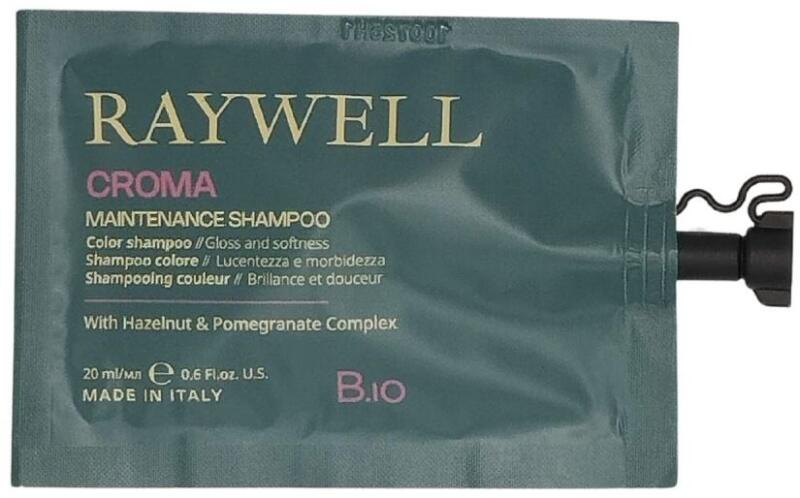 RAYWELL
CROMA
MAINTENANCE SHAMPOO
Color shampoo // Gloss and softness
Shampoo colore // Lucentezza e morbidezza
Shampooing couleur // Brillance et douceur
With Hazelnut & Pomegranate Complex
20 ml/мл ℮ 0,6 Fl.oz. U.S.
MADE IN ITALY
B.IO